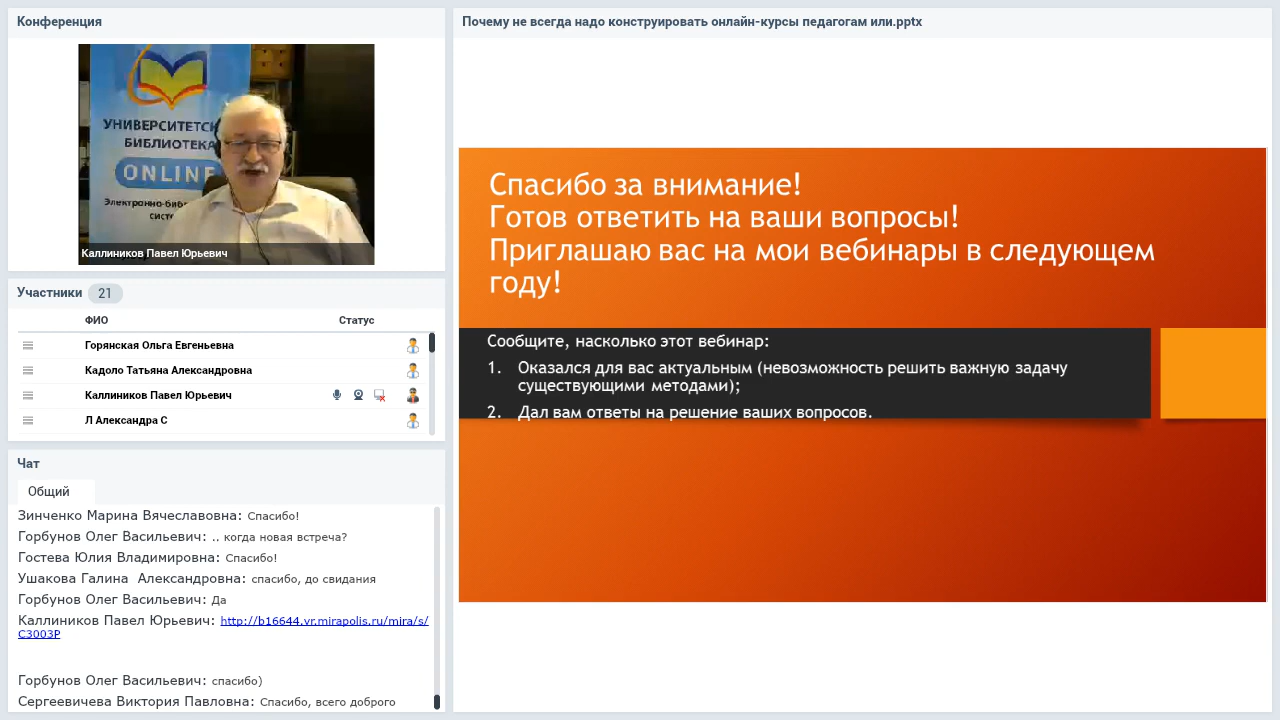 Конференция
УНИВЕРСИТЕТСК
БИБЛИОТЕКА
ONLINE
Каллиников Павел Юрьевич
Участники 21
ФИО Статус
Горянская Ольга Евгеньевна
Кадоло Татьяна Александровна
Каллиников Павел Юрьевич
Л Александра С
Чат
Общий
Зинченко Марина Вячеславовна: Спасибо!
Горбунов Олег Васильевич: .. когда новая встреча?
Гостева Юлия Владимировна: Спасибо!
Ушакова Галина  Александровна: спасибо, до свидания
Горбунов Олег Васильевич: Да
Каллиников Павел Юрьевич: http://b16644.vr.mirapolis.ru/mira/s/
C3003P
Горбунов Олег Васильевич: спасибо)
Сергеевичева Виктория Павловна: Спасибо, всего доброго
Почему не всегда надо конструировать онлайн-курсы педагогам или.pptx
Спасибо за внимание!
Готов ответить на ваши вопросы!
Приглашаю вас на мои вебинары в следующем
году!
Сообщите, насколько этот вебинар:
1. Оказался для вас актуальным (невозможность решить важную задачу
существующими методами);
2. Дал вам ответы на решение ваших вопросов.